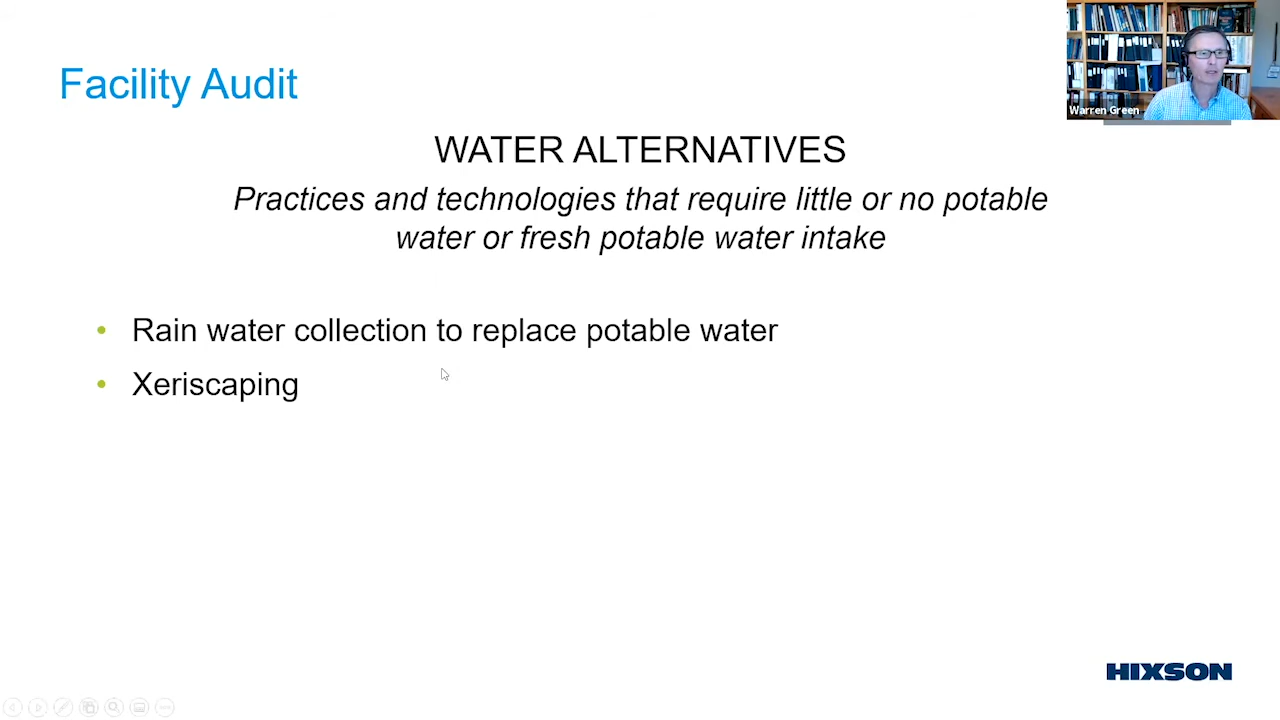 Facility Audit
Warren Green
WATER ALTERNATIVES
Practices and technologies that require little or no potable
water or fresh potable water intake
• Rain water collection to replace potable water
• Xeriscaping
HIXSON